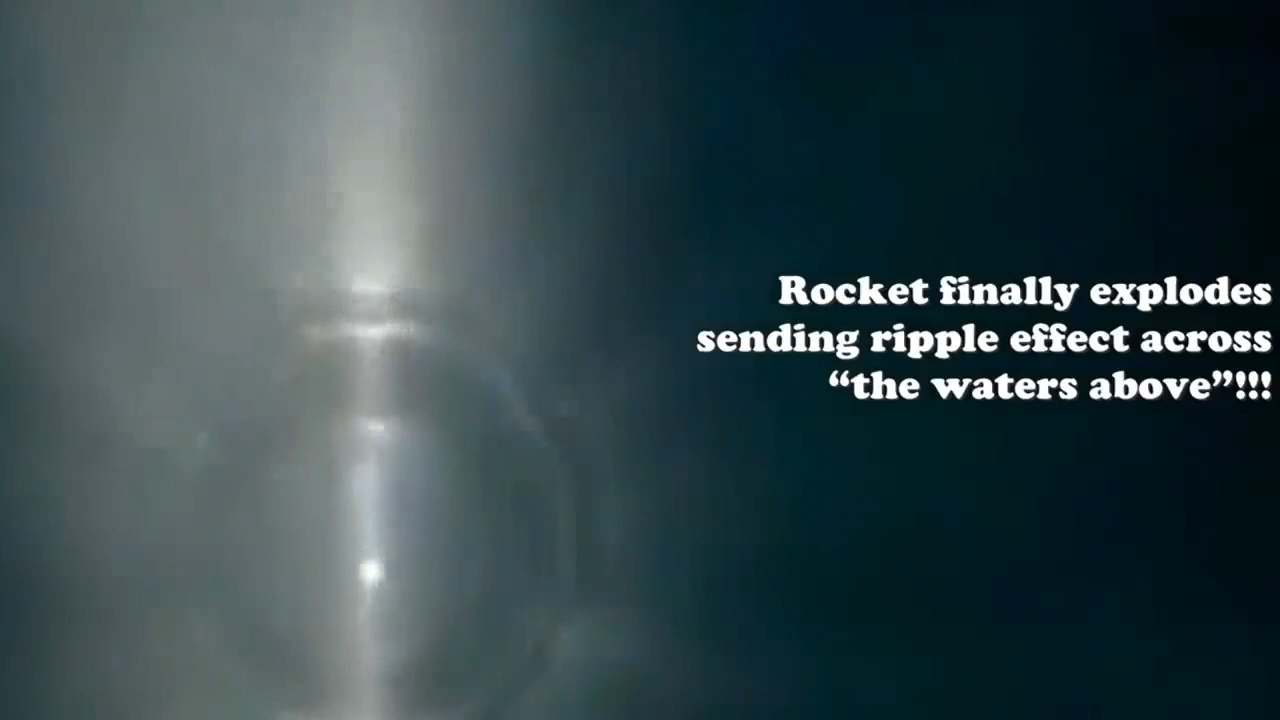 Rocket finally explodes
sending ripple effect across
“the waters above”!!!